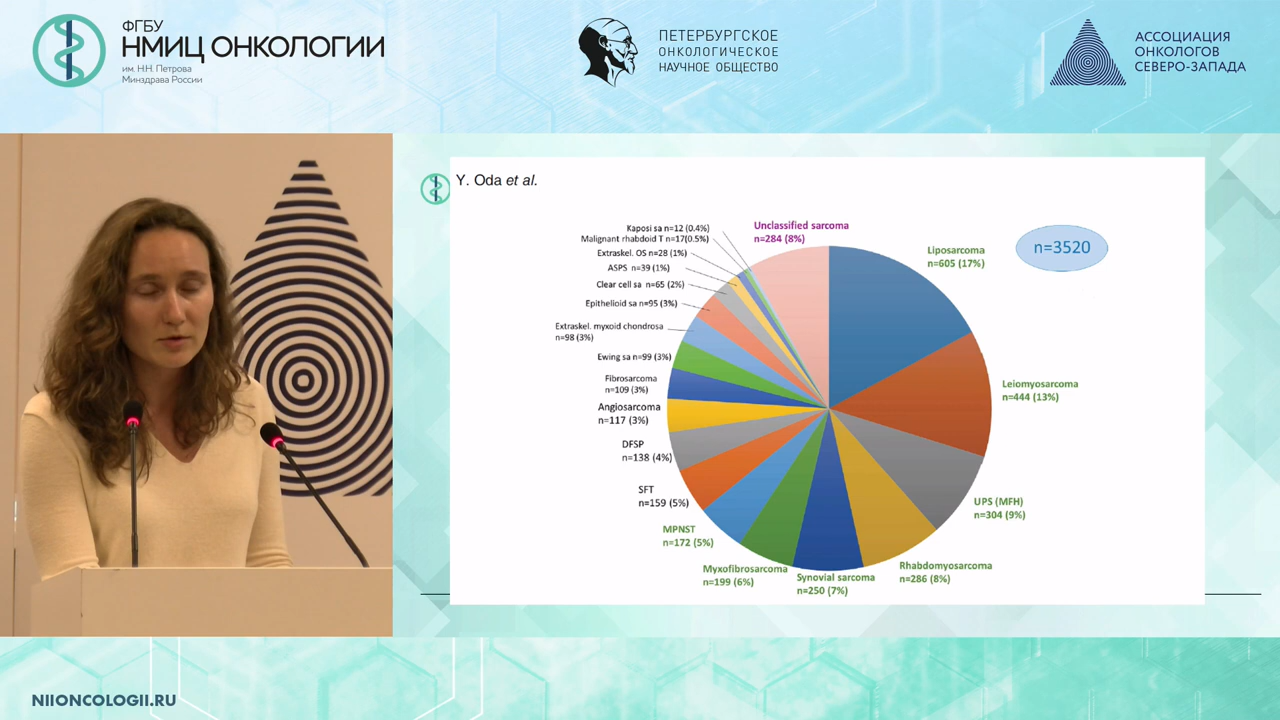 ФГБУ
НМИЦ ОНКОЛОГИИ
им. Н.Н. Петрова
Минздрава России
ПЕТЕРБУРГСКОЕ
ОНКОЛОГИЧЕСКОЕ
НАУЧНОЕ ОБЩЕСТВО
АССОЦИАЦИЯ
ОНКОЛОГОВ
СЕВЕРО-ЗАПАДА
Y. Oda et al.
n=3520
Unclassified sarcoma
n=284 (8%)
Liposarcoma
n=605 (17%)
Leiomyosarcoma
n=444 (13%)
UPS (MFH)
n=304 (9%)
Rhabdomyosarcoma
n=286 (8%)
Synovial sarcoma
n=250 (7%)
Myxofibrosarcoma
n=199 (6%)
MPNST
n=172 (5%)
SFT
n=159 (5%)
DFSP
n=138 (4%)
Angiosarcoma
n=117 (3%)
Fibrosarcoma
n=109 (3%)
Ewing sa n=99 (3%)
Extraskel. myxoid chondrosa
n=98 (3%)
Epithelioid sa n=95 (3%)
Clear cell sa n=65 (2%)
ASPS n=39 (1%)
Extraskel. OS n=28 (1%)
Malignant rhabdoid T n=17(0.5%)
Kaposi sa n=12 (0.4%)
NIIONCOLOGII.RU